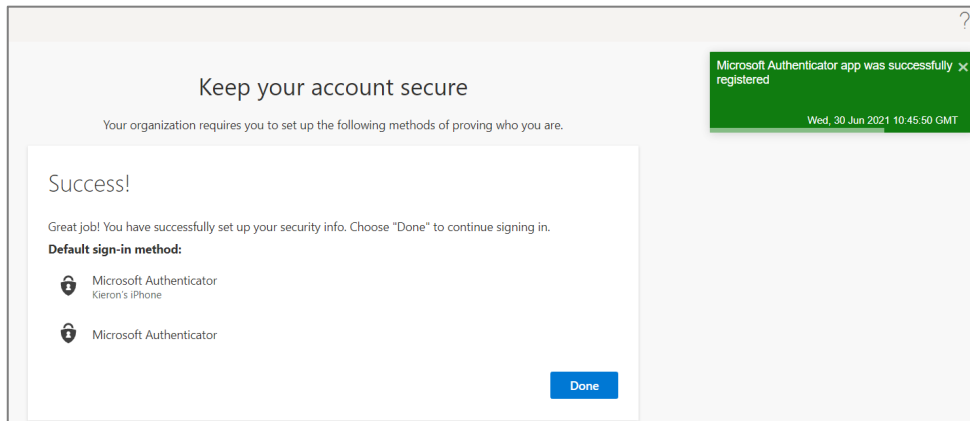 ?
Microsoft Authenticator app was successfully
registered
Wed, 30 Jun 2021 10:45:50 GMT
Keep your account secure
Your organization requires you to set up the following methods of proving who you are.
Success!
Great job! You have successfully set up your security info. Choose "Done" to continue signing in.
Default sign-in method:
Microsoft Authenticator
Kieron's iPhone
Microsoft Authenticator
Done